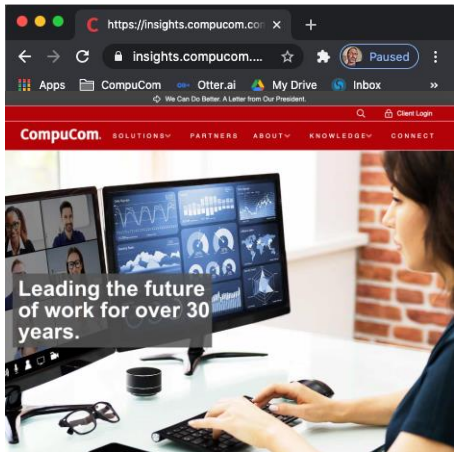 https://insights.compucom.con
insights.compucom....
Paused
Apps
CompuCom
Otter.ai
My Drive
Inbox
»
We Can Do Better. A Letter from Our President.
Client Login
CompuCom.
SOLUTIONS
PARTNERS
ABOUT
KNOWLEDGE
CONNECT
Leading the future
of work for over 30
years.